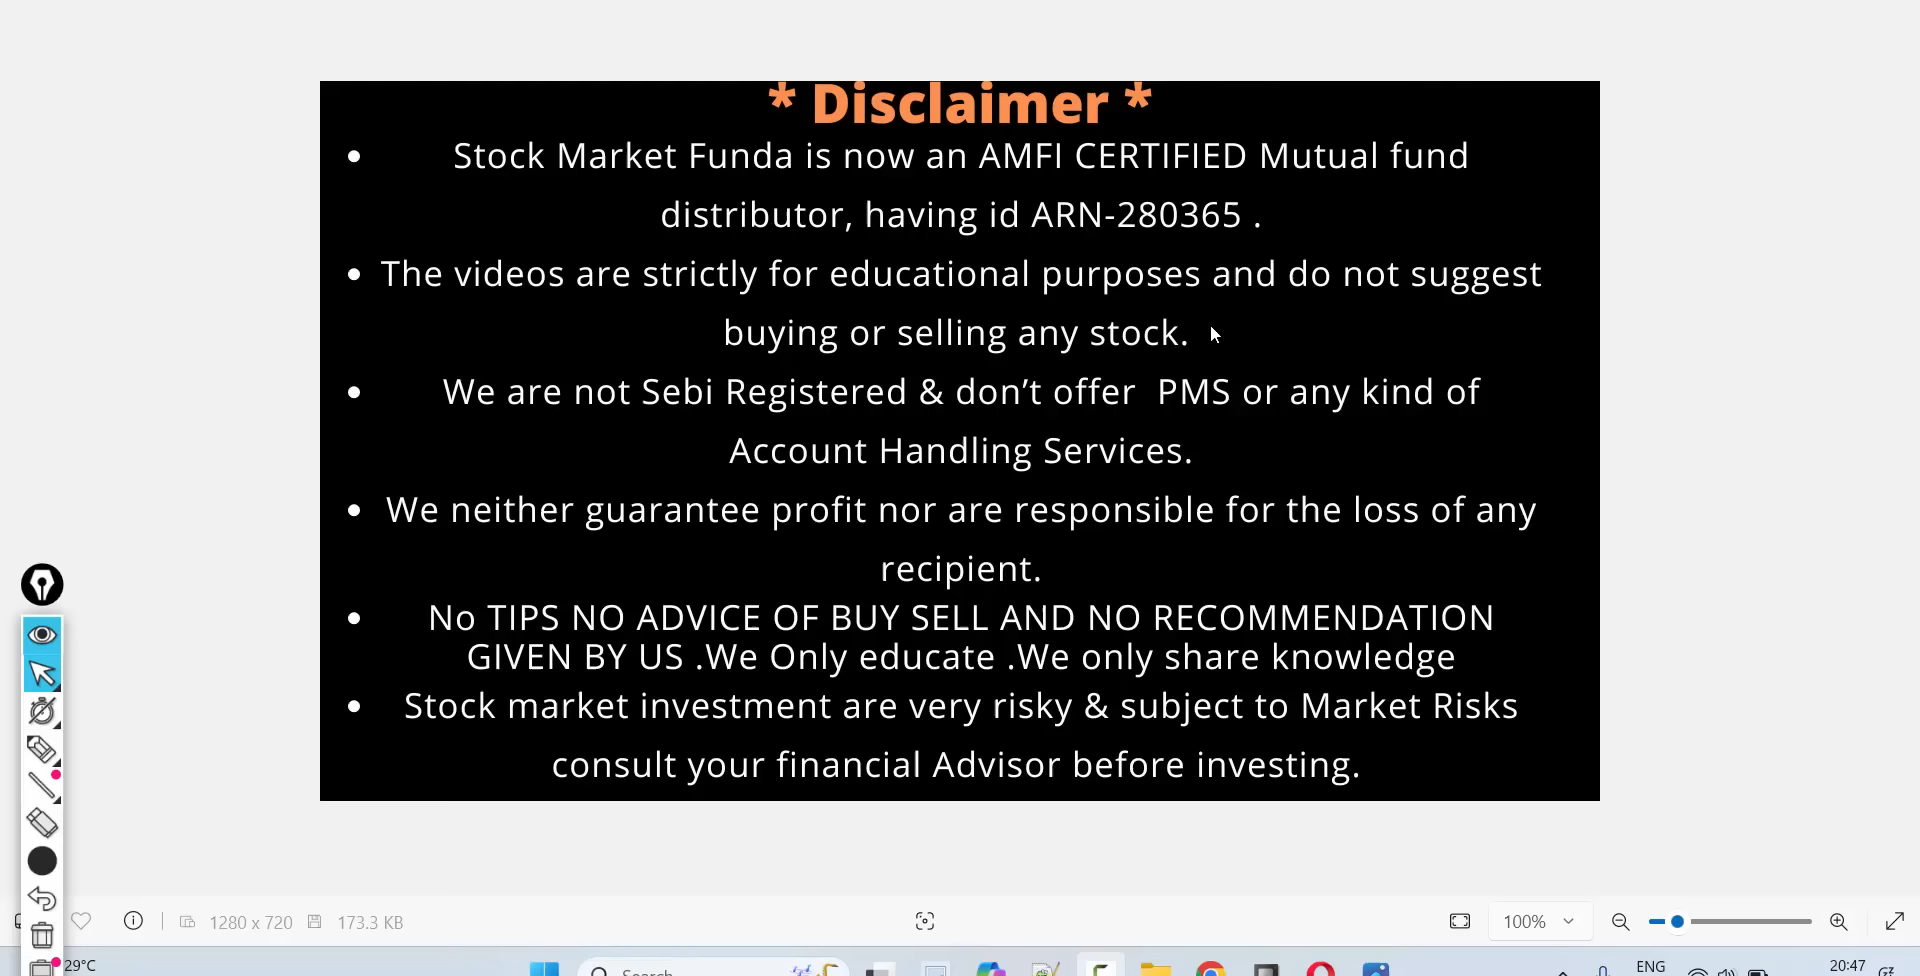 * Disclaimer *
• Stock Market Funda is now an AMFI CERTIFIED Mutual fund
distributor, having id ARN-280365 .
• The videos are strictly for educational purposes and do not suggest
buying or selling any stock.
• We are not Sebi Registered & don’t offer  PMS or any kind of
Account Handling Services.
• We neither guarantee profit nor are responsible for the loss of any
recipient.
• No TIPS NO ADVICE OF BUY SELL AND NO RECOMMENDATION
GIVEN BY US .We Only educate .We only share knowledge
• Stock market investment are very risky & subject to Market Risks
consult your financial Advisor before investing.
1280 x 720 173.3 KB 100%
29°C Search ENG 20:47